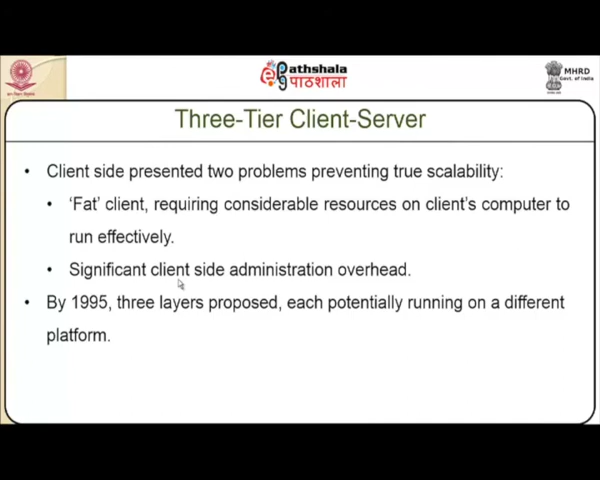 Pathshala
पाठशाला
MHRD
Govt. of India
Three-Tier Client-Server
• Client side presented two problems preventing true scalability:
• ‘Fat’ client, requiring considerable resources on client’s computer to
run effectively.
• Significant client side administration overhead.
• By 1995, three layers proposed, each potentially running on a different
platform.